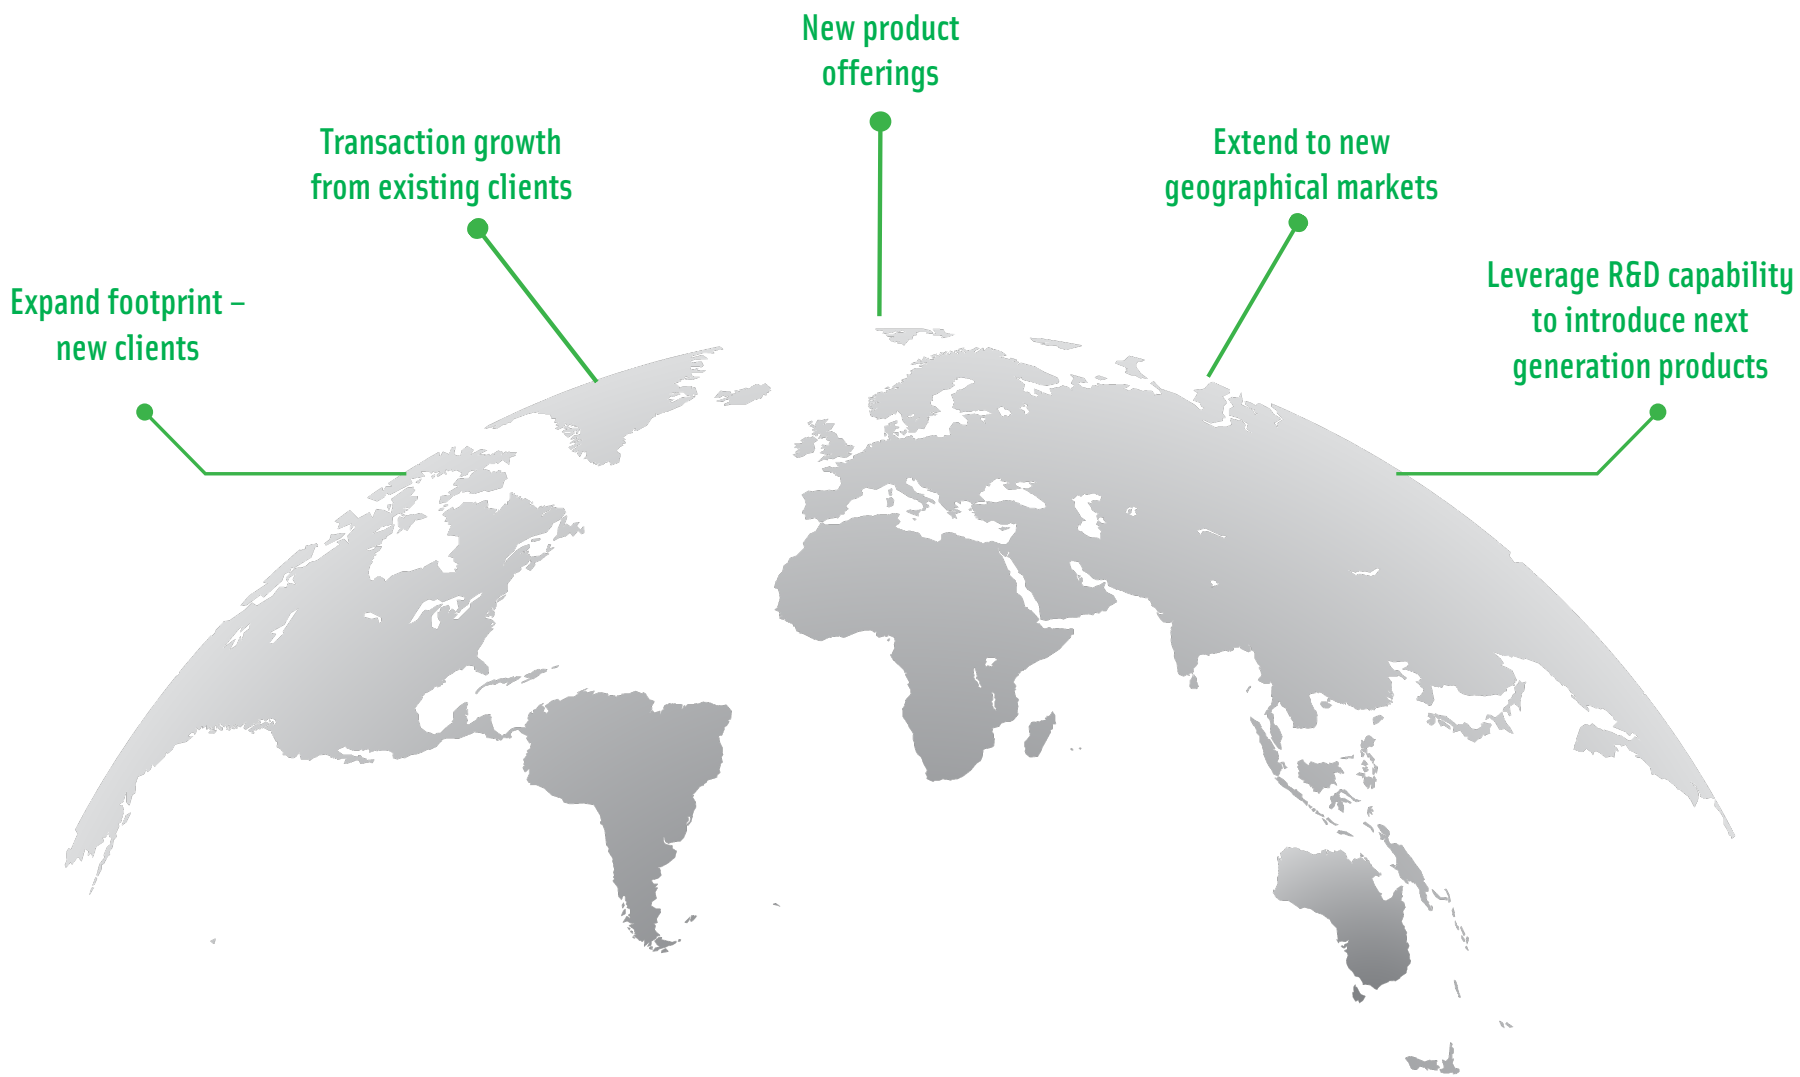 Expand footprint –
new clients
Transaction growth
from existing clients
New product
offerings
Extend to new
geographical markets
Leverage R&D capability
to introduce next
generation products